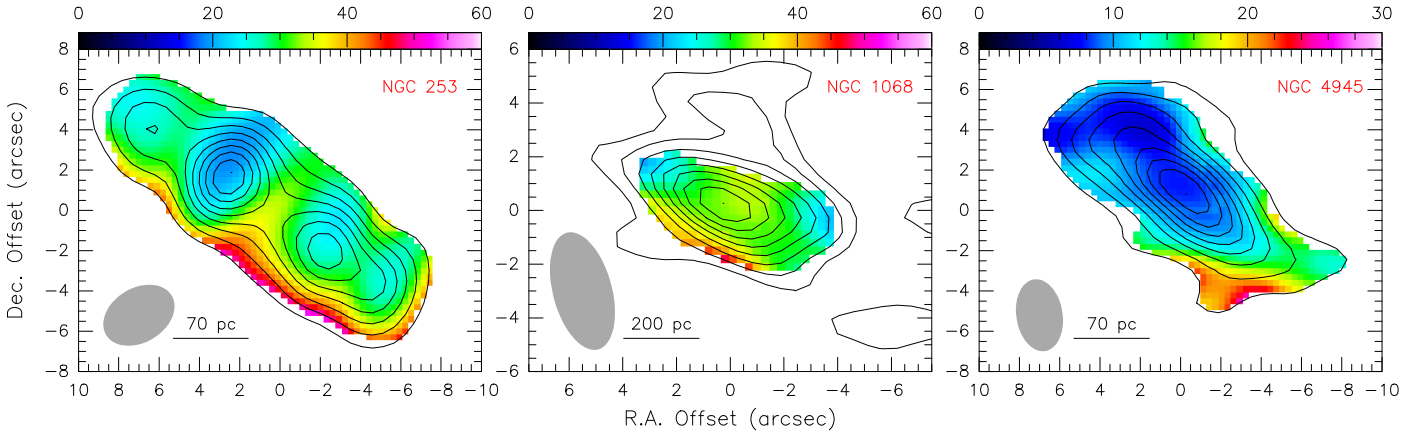 0 20 40 60 0 20 40 60 0 10 20 30
NGC 253 NGC 1068 NGC 4945
8 6 4 2 0 −2 −4 −6 −8
6 4 2 0 −2 −4 −6
8 6 4 2 0 −2 −4 −6 −8
Dec. Offset (arcsec)
70 pc 200 pc 70 pc
10 8 6 4 2 0 −2 −4 −6 −8 −10 6 4 2 0 −2 −4 −6 10 8 6 4 2 0 −2 −4 −6 −8 −10
R.A. Offset (arcsec)